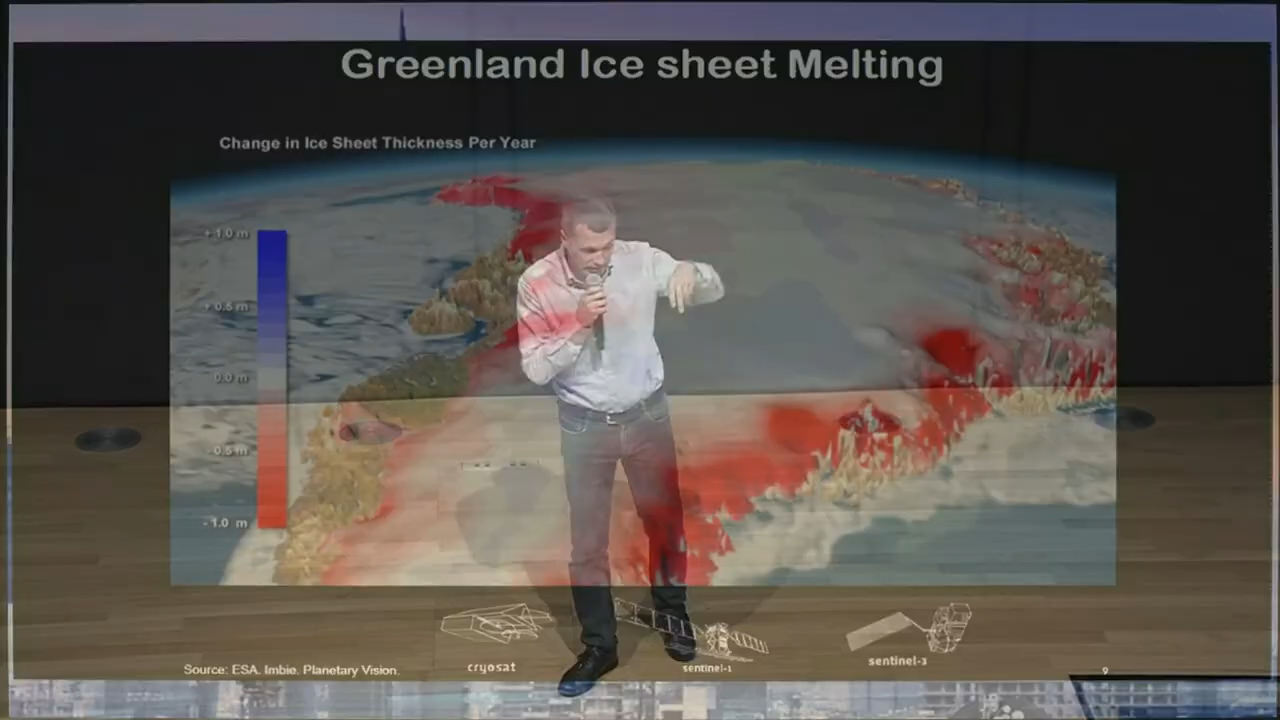 Greenland Ice sheet Melting
Change in Ice Sheet Thickness Per Year
+1.0 m
+0.5 m
0.0 m
-0.5 m
-1.0 m
cryosat
sentinel-1
sentinel-3
Source: ESA. Imbie. Planetary Vision.
9